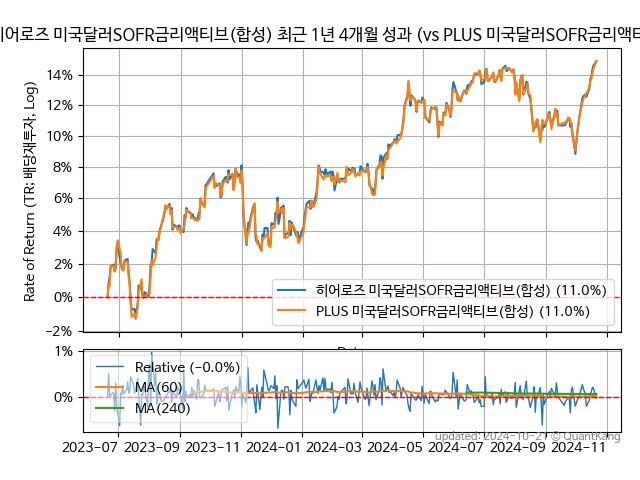 히어로즈 미국달러SOFR금리액티브(합성) 최근 1년 4개월 성과 (vs PLUS 미국달러SOFR금리액티
Rate of Return (TR: 배당재투자, Log)
14%
12%
10%
8%
6%
4%
2%
0%
−2%
히어로즈 미국달러SOFR금리액티브(합성) (11.0%)
PLUS 미국달러SOFR금리액티브(합성) (11.0%)
1%
0%
Relative (−0.0%)
MA(60)
MA(240)
updated: 2024-10-27 © QuantKang
2023-07 2023-09 2023-11 2024-01 2024-03 2024-05 2024-07 2024-09 2024-11